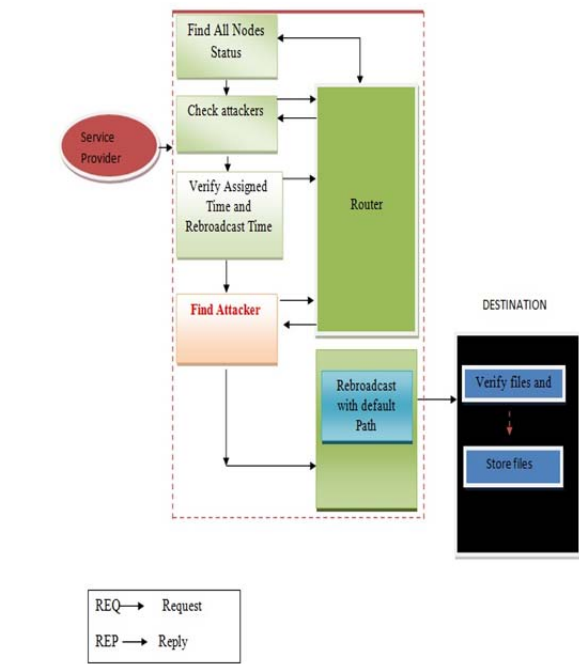 Find All Nodes
Status
Check attackers
Service
Provider
Verify Assigned
Time and
Rebroadcast Time
Router
Find Attacker
DESTINATION
Rebroadcast
with default
Path
Verify files and
Store files
REQ → Request
REP → Reply